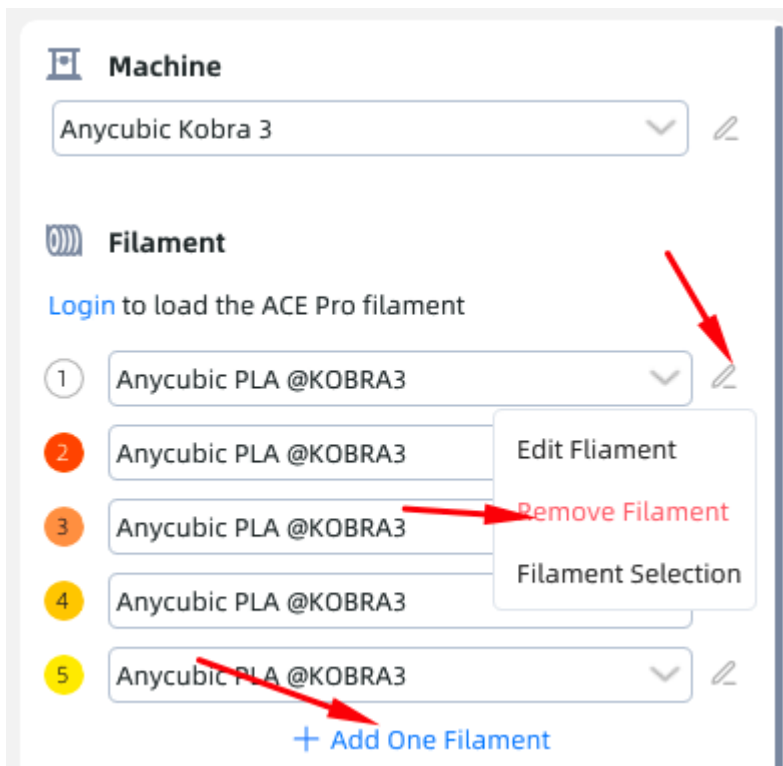 Machine
Anycubic Kobra 3
Filament
Login to load the ACE Pro filament
1 Anycubic PLA @KOBRA3
2 Anycubic PLA @KOBRA3
Edit Fliament
3 Anycubic PLA @KOBRA3
Remove Filament
4 Anycubic PLA @KOBRA3
Filament Selection
5 Anycubic PLA @KOBRA3
+ Add One Filament